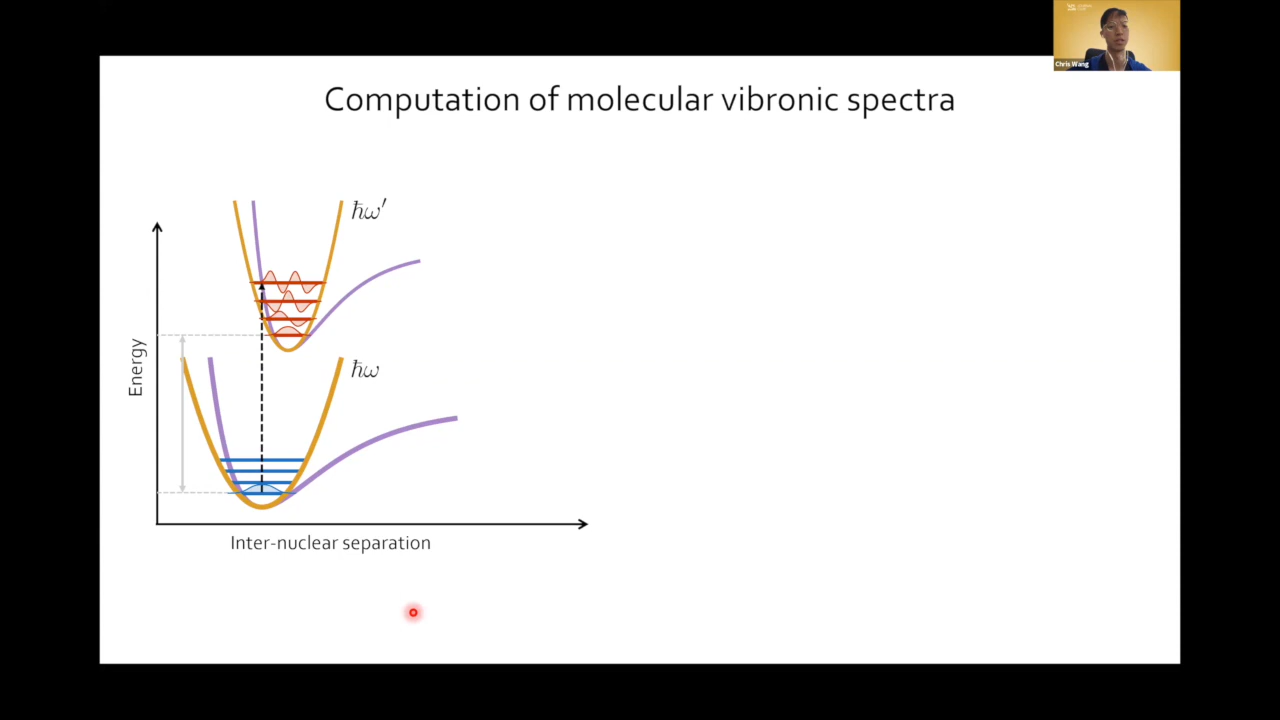 Chris Wang
Computation of molecular vibronic spectra
ħω′
ħω
Energy
Inter-nuclear separation